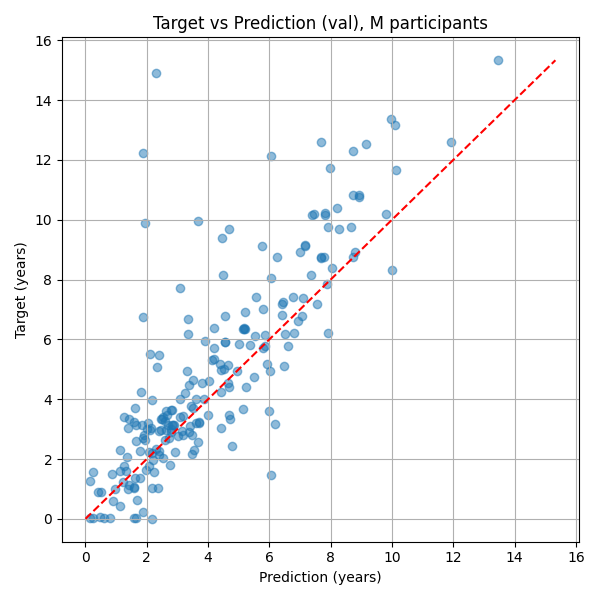 Target vs Prediction (val), M participants
16
14
12
10
8
6
4
2
0
Target (years)
0 2 4 6 8 10 12 14 16
Prediction (years)